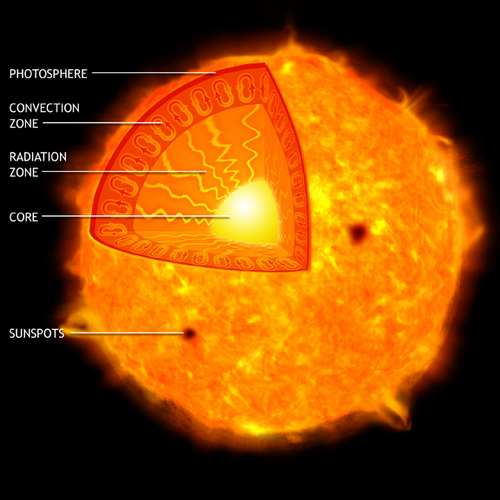 PHOTOSPHERE
CONVECTION
ZONE
RADIATION
ZONE
CORE
SUNSPOTS